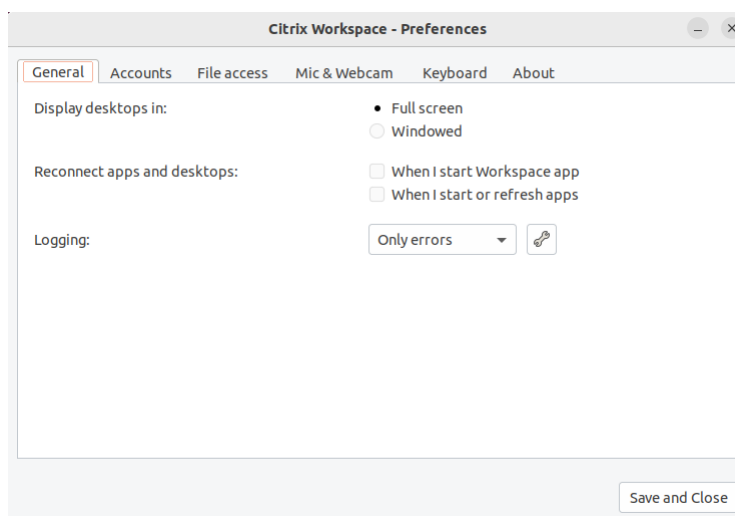 Citrix Workspace - Preferences
General Accounts File access Mic & Webcam Keyboard About
Display desktops in: Full screen
Windowed
Reconnect apps and desktops: When I start Workspace app
When I start or refresh apps
Logging: Only errors
Save and Close